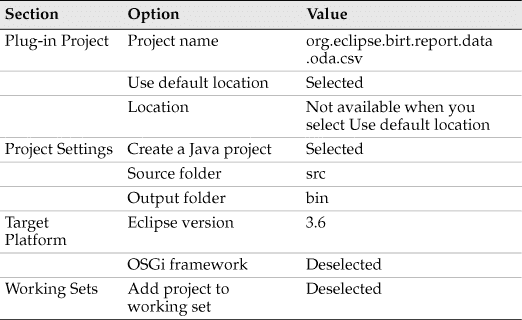 Section Option Value
Plug-in Project Project name org.eclipse.birt.report.data
.oda.csv
Use default location Selected
Location Not available when you
select Use default location
Project Settings Create a Java project Selected
Source folder src
Output folder bin
Target Eclipse version 3.6
Platform
OSGi framework Deselected
Working Sets Add project to Deselected
working set